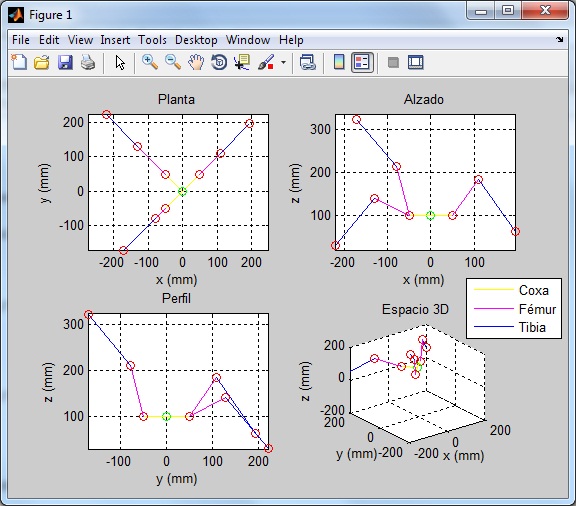 Figure 1
File Edit View Insert Tools Desktop Window Help
Planta
200
100
0
-100
y (mm)
-200 -100 0 100 200
x (mm)
Alzado
300
200
100
z (mm)
-200 -100 0 100
x (mm)
Perfil
300
200
100
z (mm)
-100 0 100 200
y (mm)
Coxa
Fémur
Tibia
Espacio 3D
200
0
-200
z (mm)
200
0
-200
y (mm)
-200
0
200
x (mm)